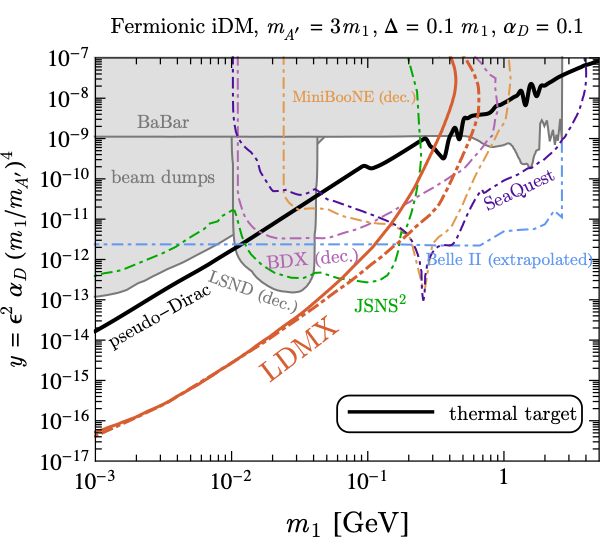 Fermionic iDM, m_{A'} = 3m_1, Δ = 0.1 m_1, α_D = 0.1
10^{-7}
10^{-8}
10^{-9}
10^{-10}
10^{-11}
10^{-12}
10^{-13}
10^{-14}
10^{-15}
10^{-16}
10^{-17}
y = ϵ^2 α_D (m_1/m_{A'})^4
MiniBooNE (dec.)
BaBar
beam dumps
SeaQuest
BDX (dec.)
Belle II (extrapolated)
LSND (dec.)
JSNS^2
pseudo-Dirac
LDMX
thermal target
10^{-3}
10^{-2}
10^{-1}
1
m_1 [GeV]